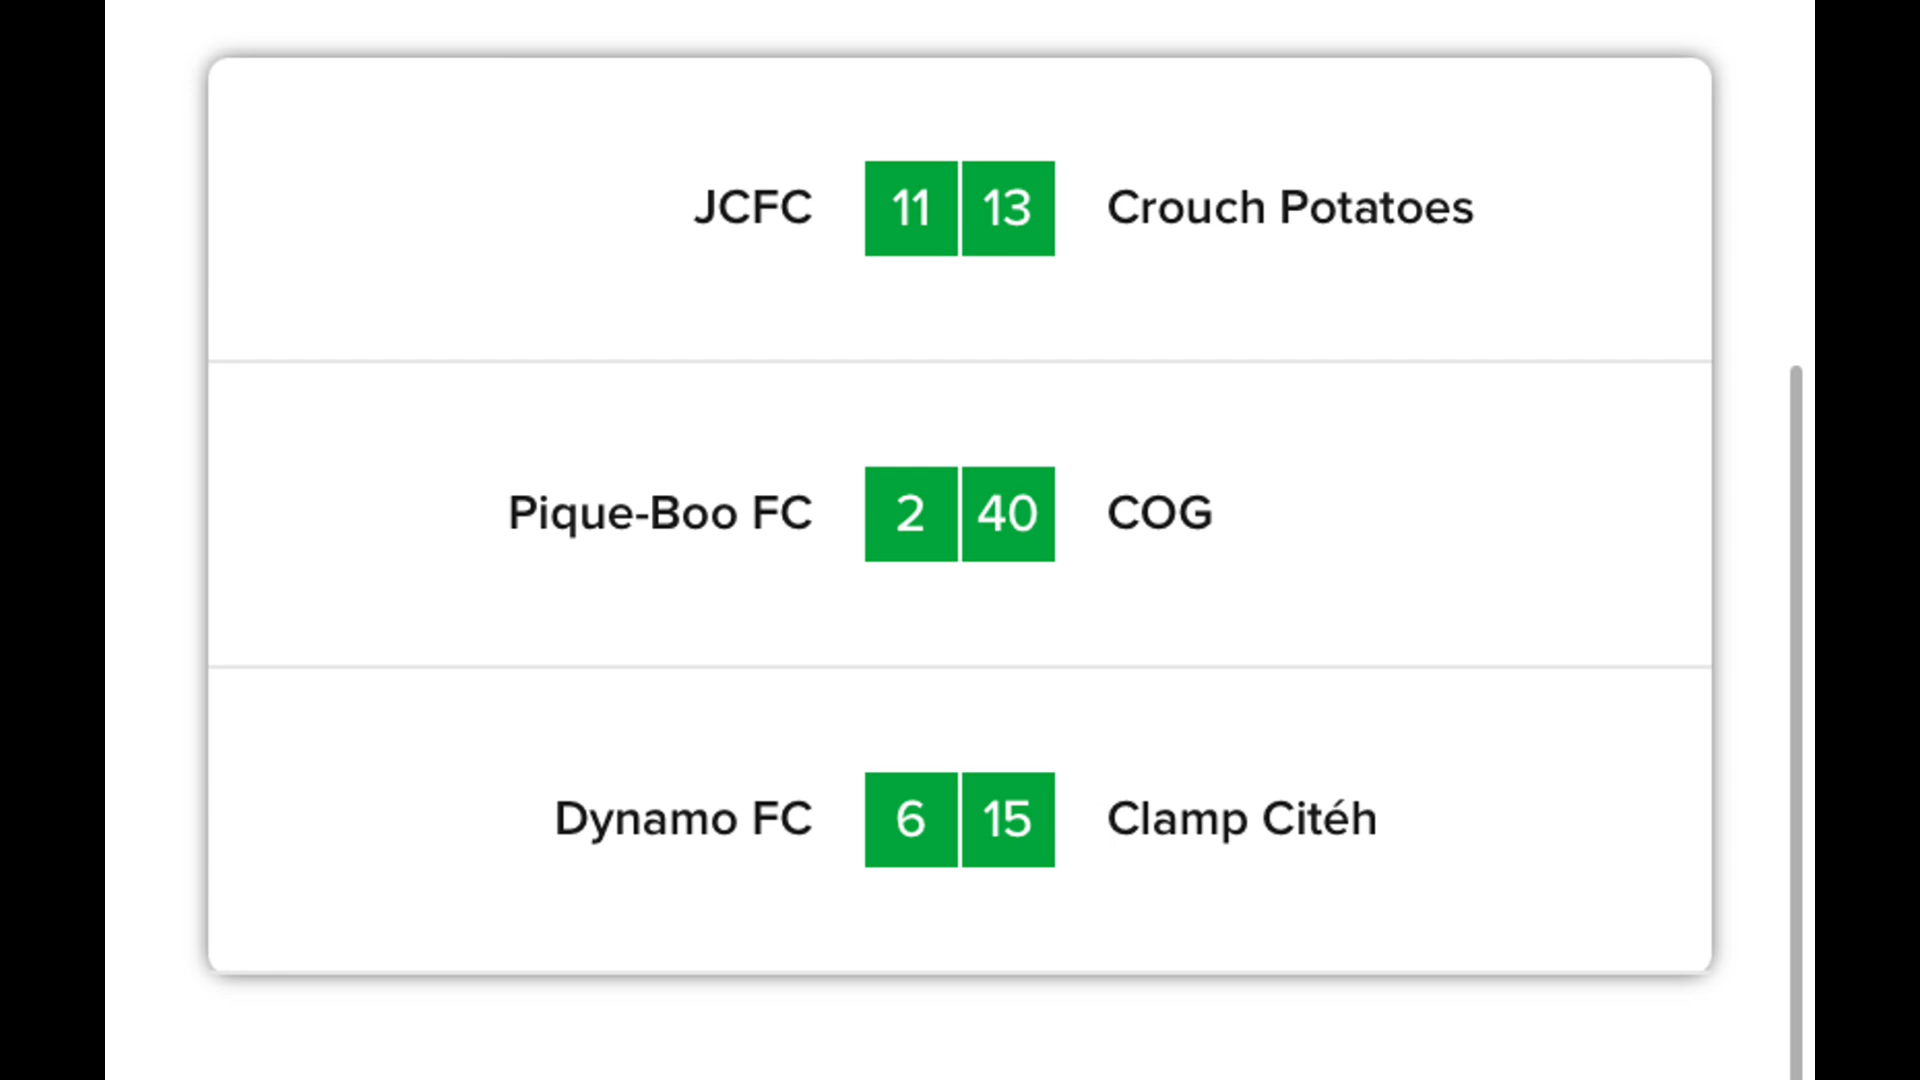 JCFC 11 13 Crouch Potatoes
Pique-Boo FC 2 40 COG
Dynamo FC 6 15 Clamp Citéh